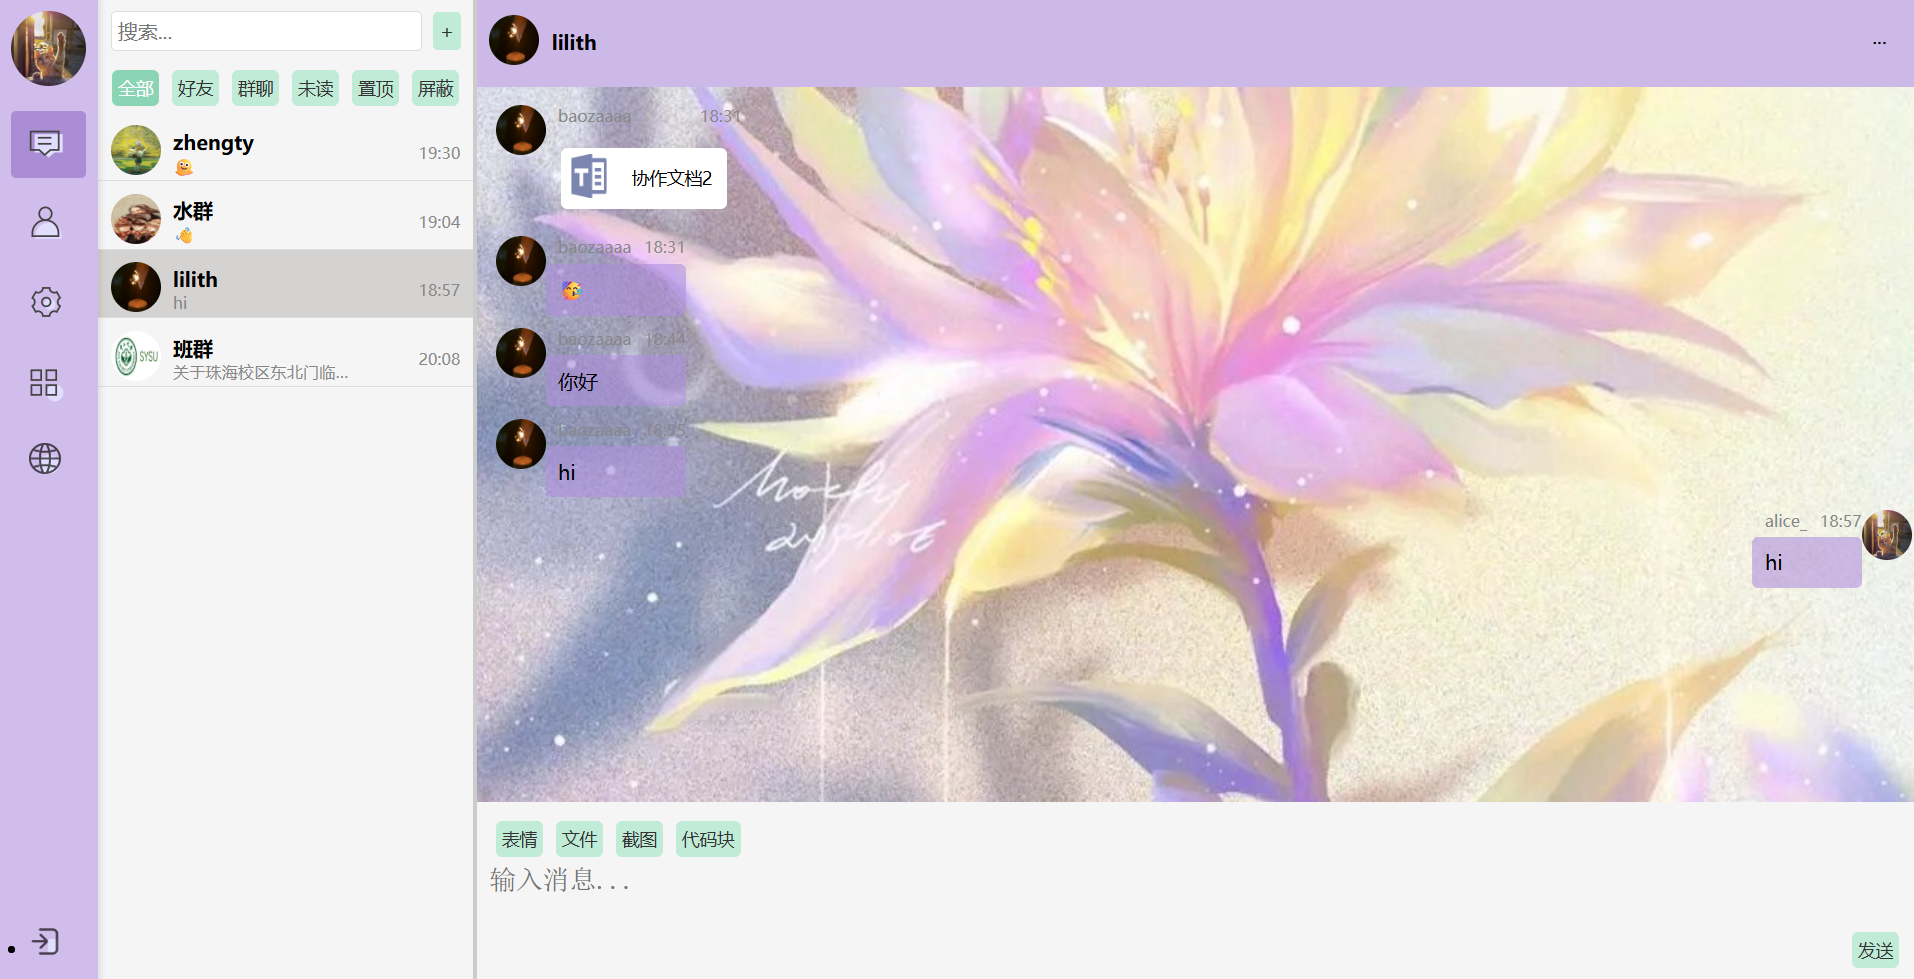 搜索...
+
全部 好友 群聊 未读 置顶 屏蔽
zhengty
19:30
水群
19:04
lilith
hi
18:57
SYSU
班群
关于珠海校区东北门临...
20:08
lilith
...
baozaaaa 18:31
T
协作文档2
baozaaaa 18:31
baozaaaa 18:44
你好
baozaaaa 18:55
hi
alice_ 18:57
hi
表情 文件 截图 代码块
输入消息...
发送